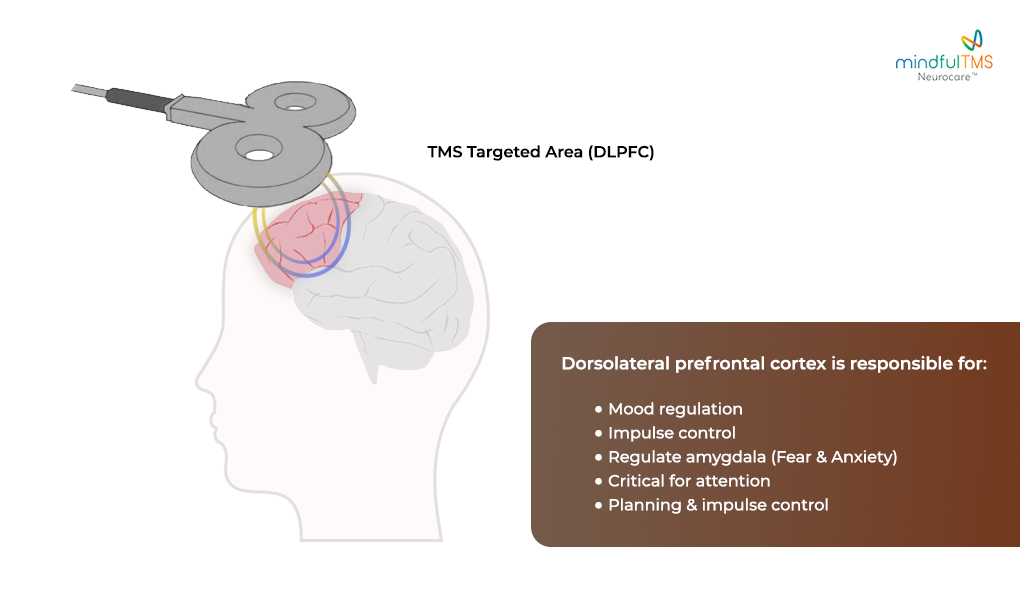 mindfulTMS
Neurocare™
TMS Targeted Area (DLPFC)
Dorsolateral prefrontal cortex is responsible for:
• Mood regulation
• Impulse control
• Regulate amygdala (Fear & Anxiety)
• Critical for attention
• Planning & impulse control